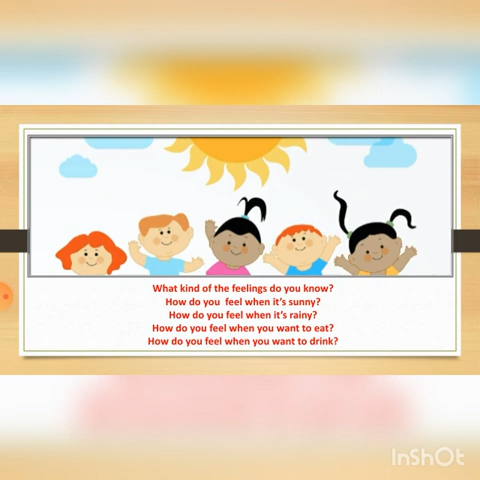 What kind of the feelings do you know?
How do you feel when it's sunny?
How do you feel when it's rainy?
How do you feel when you want to eat?
How do you feel when you want to drink?
InShOt